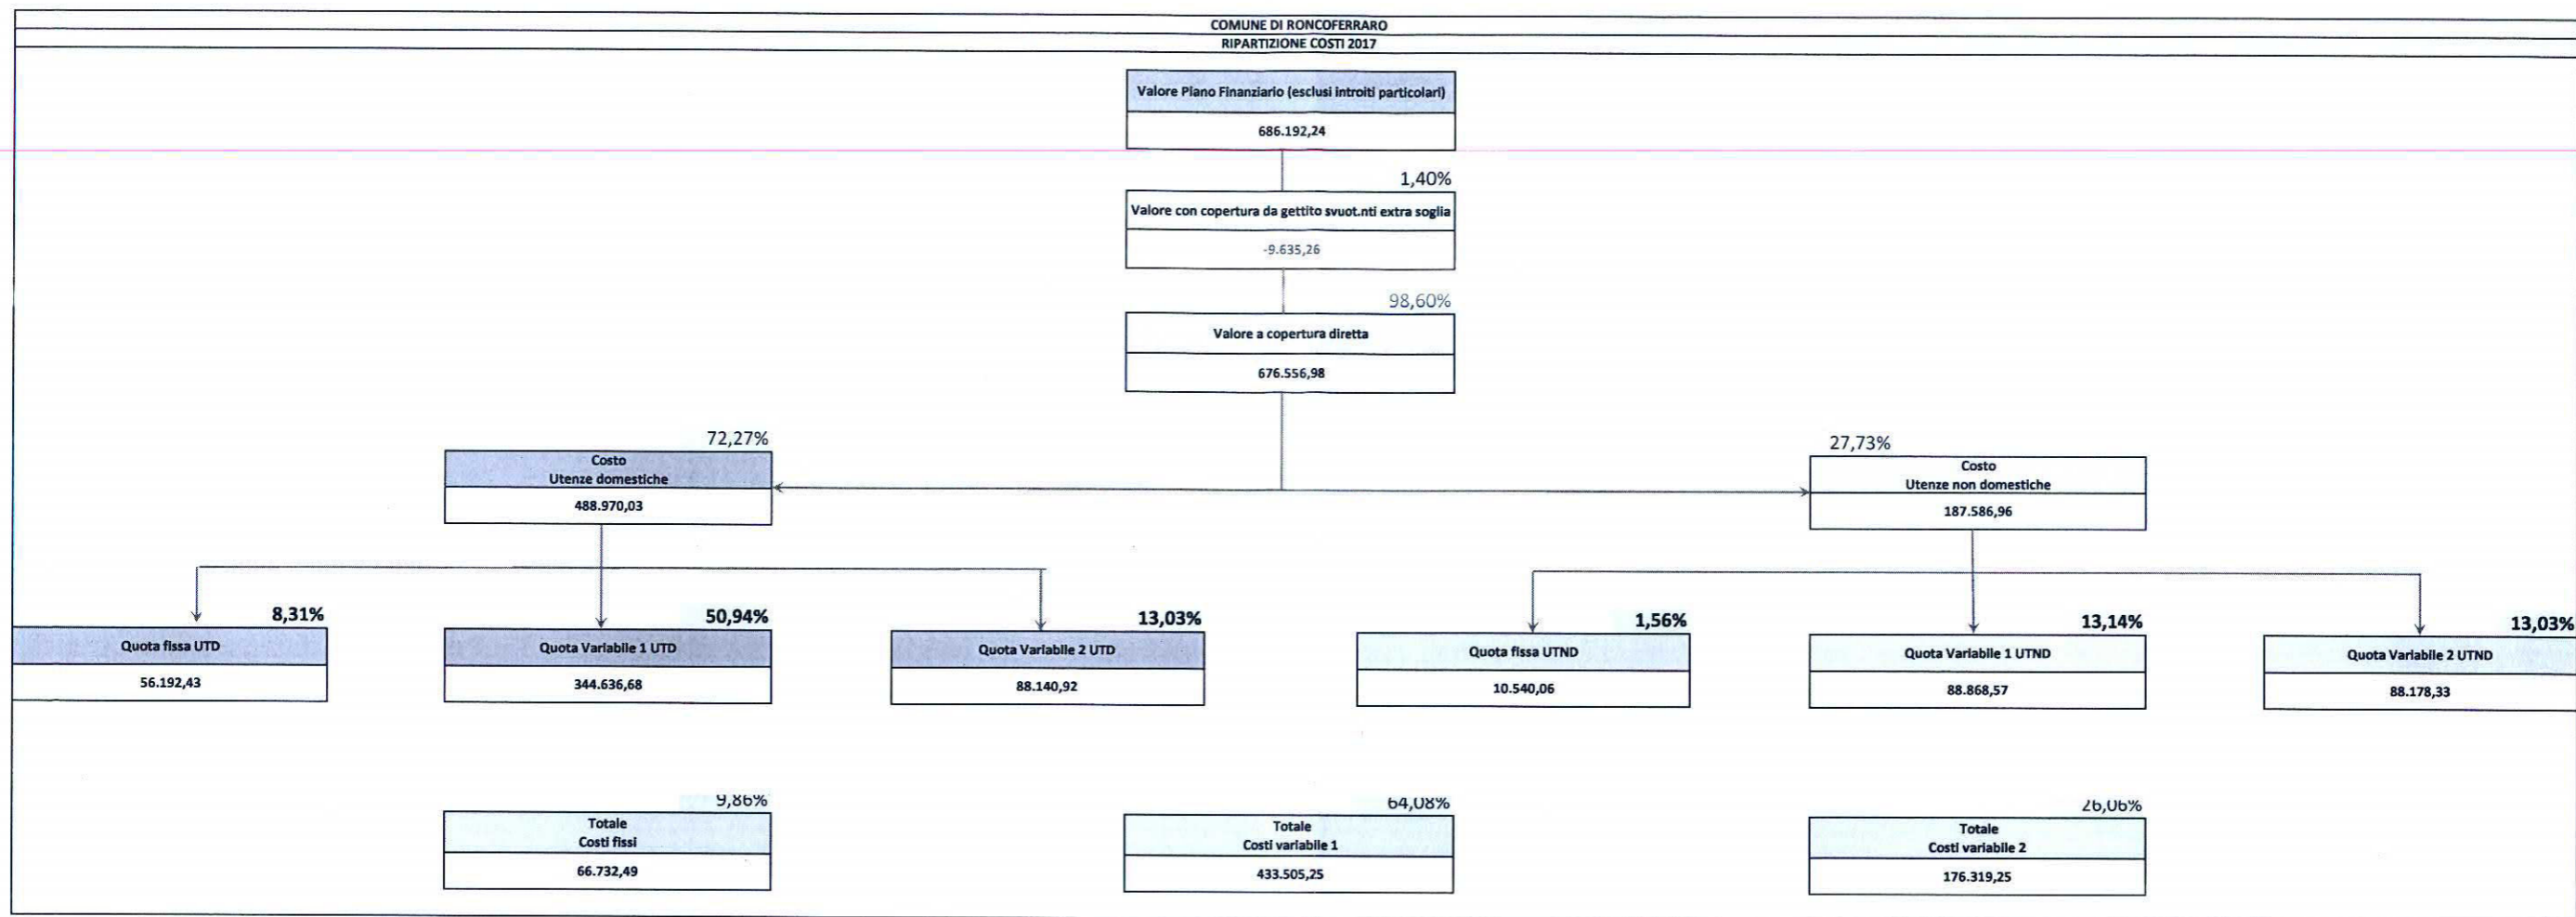 COMUNE DI RONCOFERRARO
RIPARTIZIONE COSTI 2017
Valore Piano Finanziario (esclusi introiti particolari)
686.192,24
1,40%
Valore con copertura da gettito svuot.nti extra soglia
-9.635,26
98,60%
Valore a copertura diretta
676.556,98
72,27%
Costo
Utenze domestiche
488.970,03
27,73%
Costo
Utenze non domestiche
187.586,96
8,31%
Quota fissa UTD
56.192,43
50,94%
Quota Variabile 1 UTD
344.636,68
13,03%
Quota Variabile 2 UTD
88.140,92
1,56%
Quota fissa UTND
10.540,06
13,14%
Quota Variabile 1 UTND
88.868,57
13,03%
Quota Variabile 2 UTND
88.178,33
9,86%
Totale
Costi fissi
66.732,49
64,08%
Totale
Costi variabile 1
433.505,25
26,06%
Totale
Costi variabile 2
176.319,25